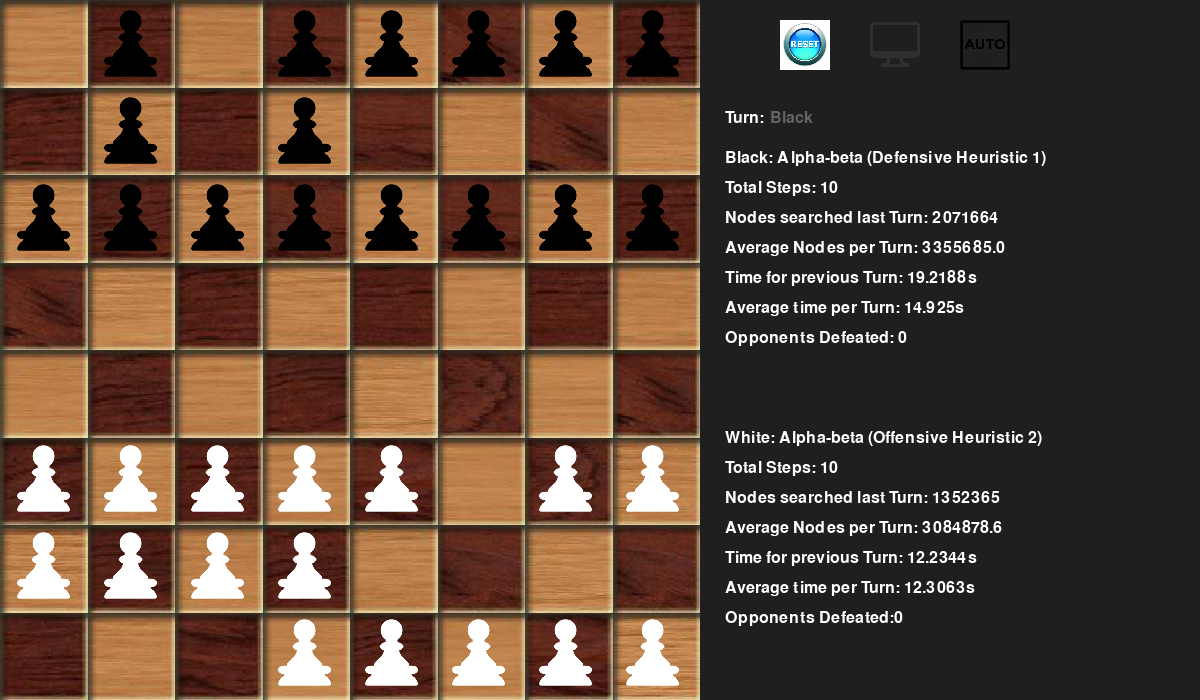 RESET
AUTO
Turn: Black
Black: Alpha-beta (Defensive Heuristic 1)
Total Steps: 10
Nodes searched last Turn: 2071664
Average Nodes per Turn: 3355685.0
Time for previous Turn: 19.2188s
Average time per Turn: 14.925s
Opponents Defeated: 0
White: Alpha-beta (Offensive Heuristic 2)
Total Steps: 10
Nodes searched last Turn: 1352365
Average Nodes per Turn: 3084878.6
Time for previous Turn: 12.2344s
Average time per Turn: 12.3063s
Opponents Defeated:0